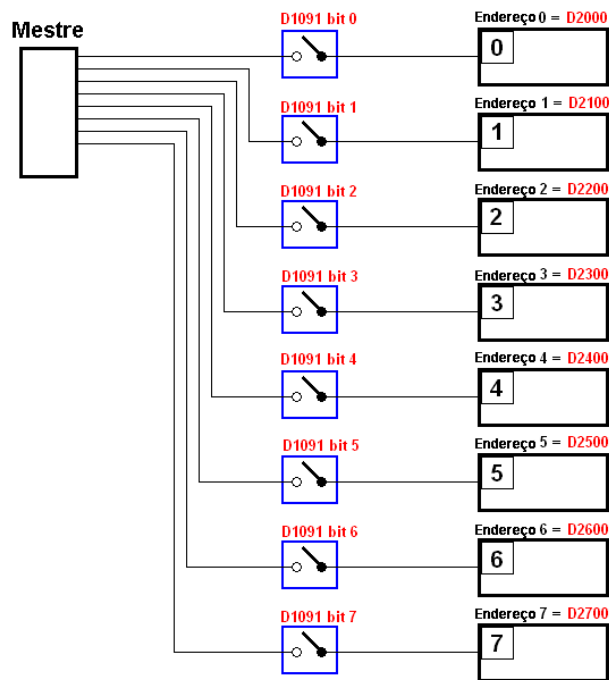 Mestre
D1091 bit 0
Endereço 0 = D2000
0
D1091 bit 1
Endereço 1 = D2100
1
D1091 bit 2
Endereço 2 = D2200
2
D1091 bit 3
Endereço 3 = D2300
3
D1091 bit 4
Endereço 4 = D2400
4
D1091 bit 5
Endereço 5 = D2500
5
D1091 bit 6
Endereço 6 = D2600
6
D1091 bit 7
Endereço 7 = D2700
7